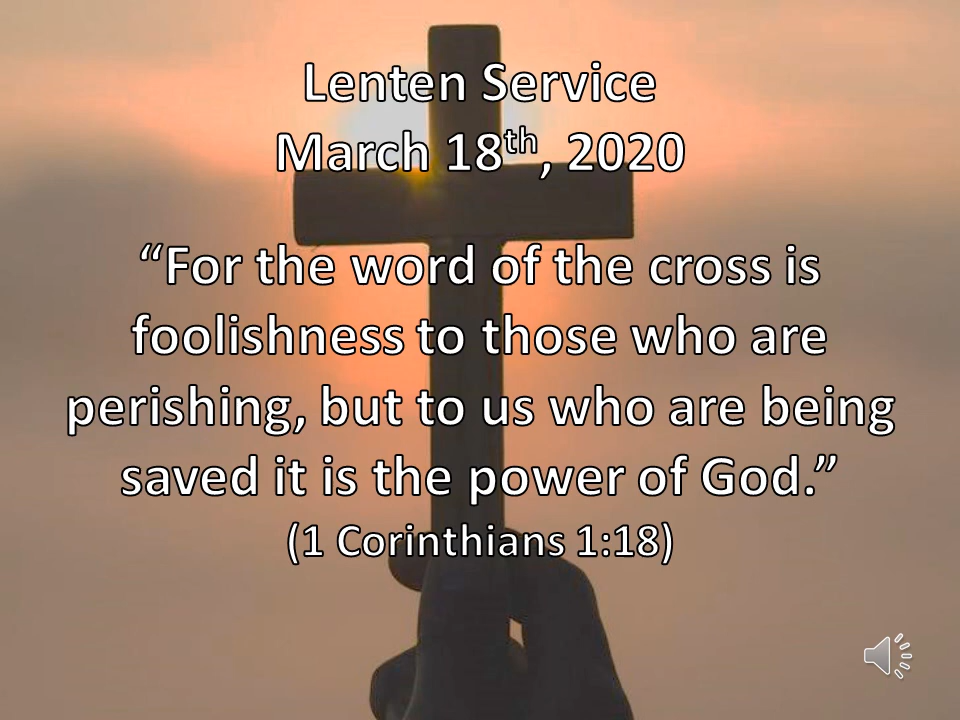 Lenten Service
March 18th, 2020
“For the word of the cross is
foolishness to those who are
perishing, but to us who are being
saved it is the power of God.”
(1 Corinthians 1:18)